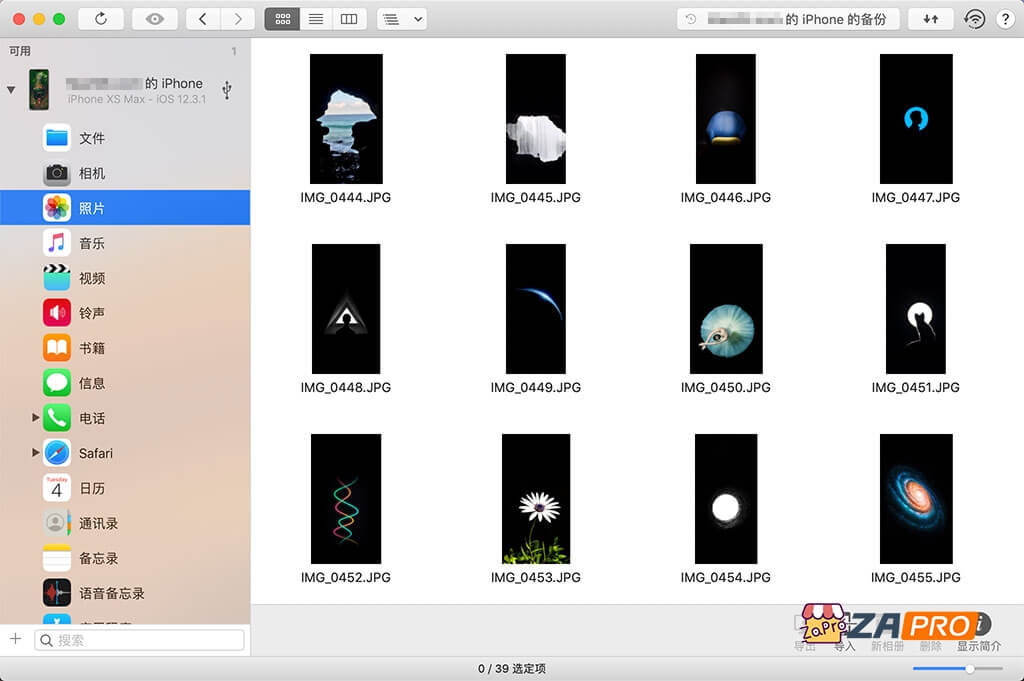 的 iPhone 的备份
?
可用
1
的 iPhone
iPhone XS Max - iOS 12.3.1
文件
相机
照片
音乐
视频
铃声
书籍
信息
电话
Safari
Tuesday
4
日历
通讯录
备忘录
语音备忘录
搜索
IMG_0444.JPG
IMG_0445.JPG
IMG_0446.JPG
IMG_0447.JPG
IMG_0448.JPG
IMG_0449.JPG
IMG_0450.JPG
IMG_0451.JPG
IMG_0452.JPG
IMG_0453.JPG
IMG_0454.JPG
IMG_0455.JPG
ZaPro
ZAPRO
导出
导入
新相册
删除
显示简介
0 / 39 选定项